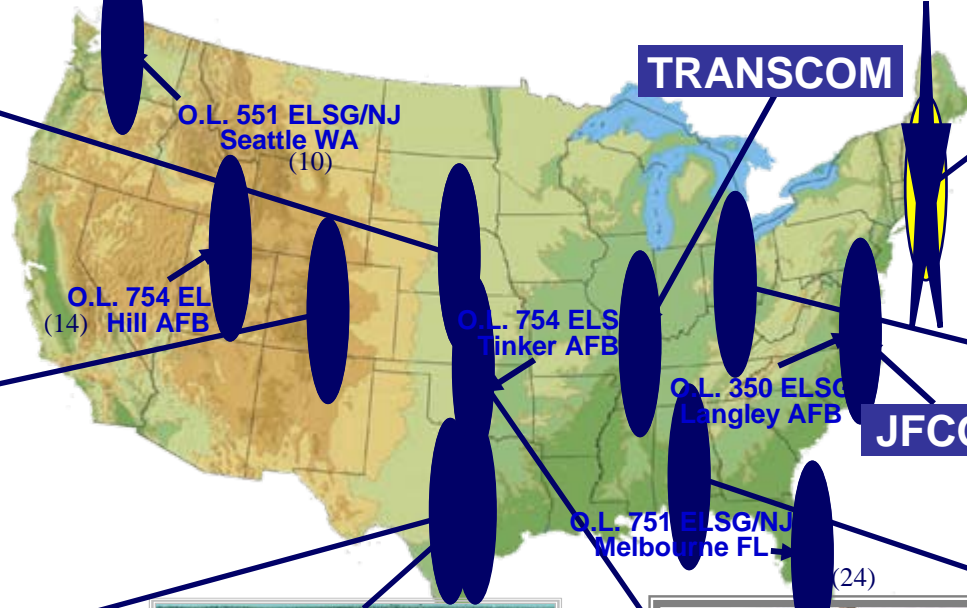 TRANSCOM
O.L. 551 ELSG/NJ
Seattle WA
(10)
O.L. 754 EL
(14) Hill AFB
O.L. 754 ELS
Tinker AFB
O.L. 350 ELSG
Langley AFB
JFCO
O.L. 751 ELSG/NJ
Melbourne FL
(24)